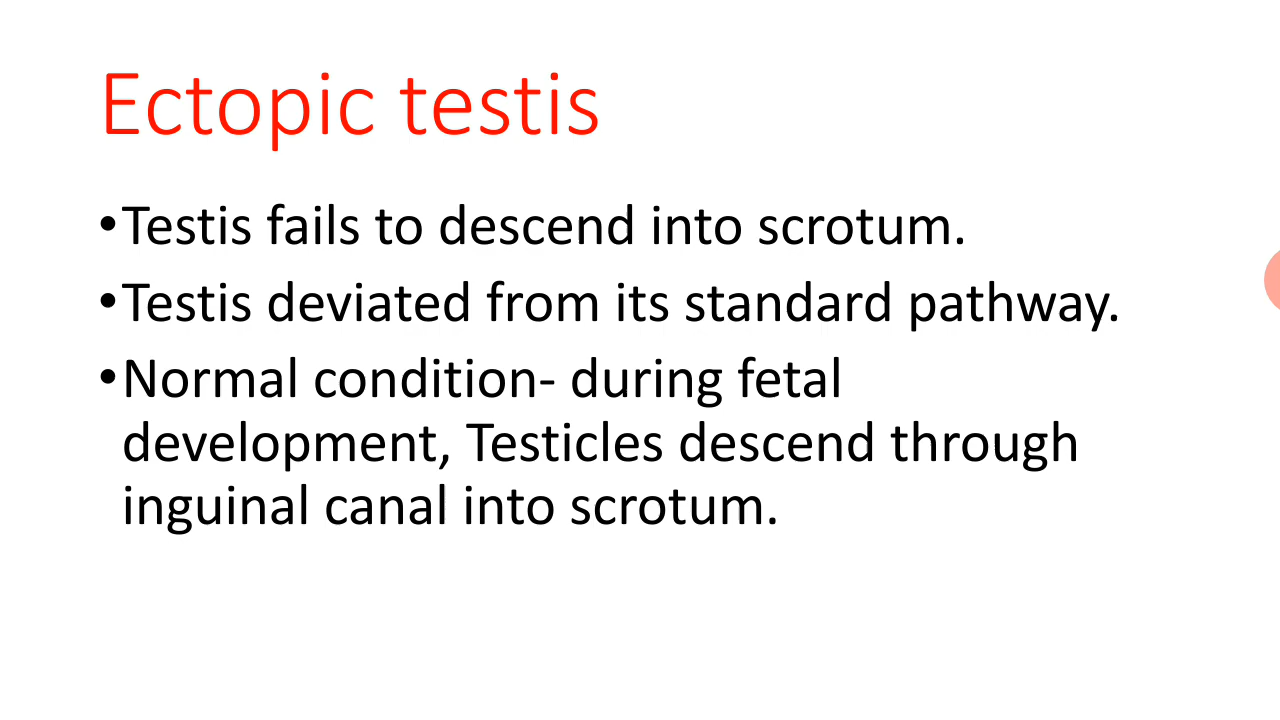 Ectopic testis
•Testis fails to descend into scrotum.
•Testis deviated from its standard pathway.
•Normal condition- during fetal
development, Testicles descend through
inguinal canal into scrotum.